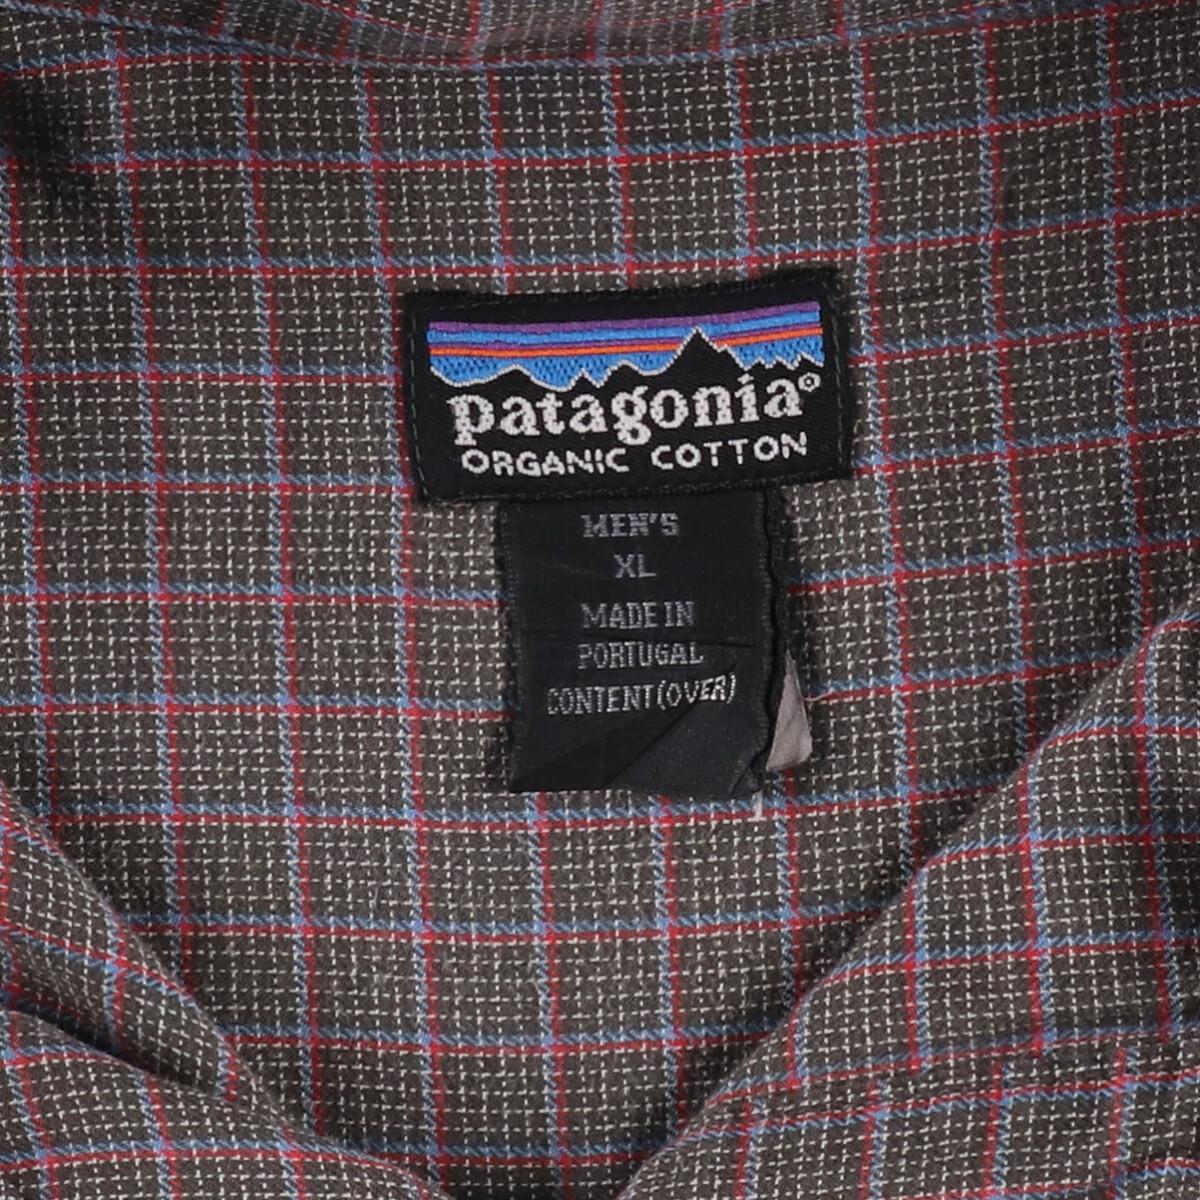 patagonia®
ORGANIC COTTON
MEN'S
XL
MADE IN
PORTUGAL
CONTENT (OVER)